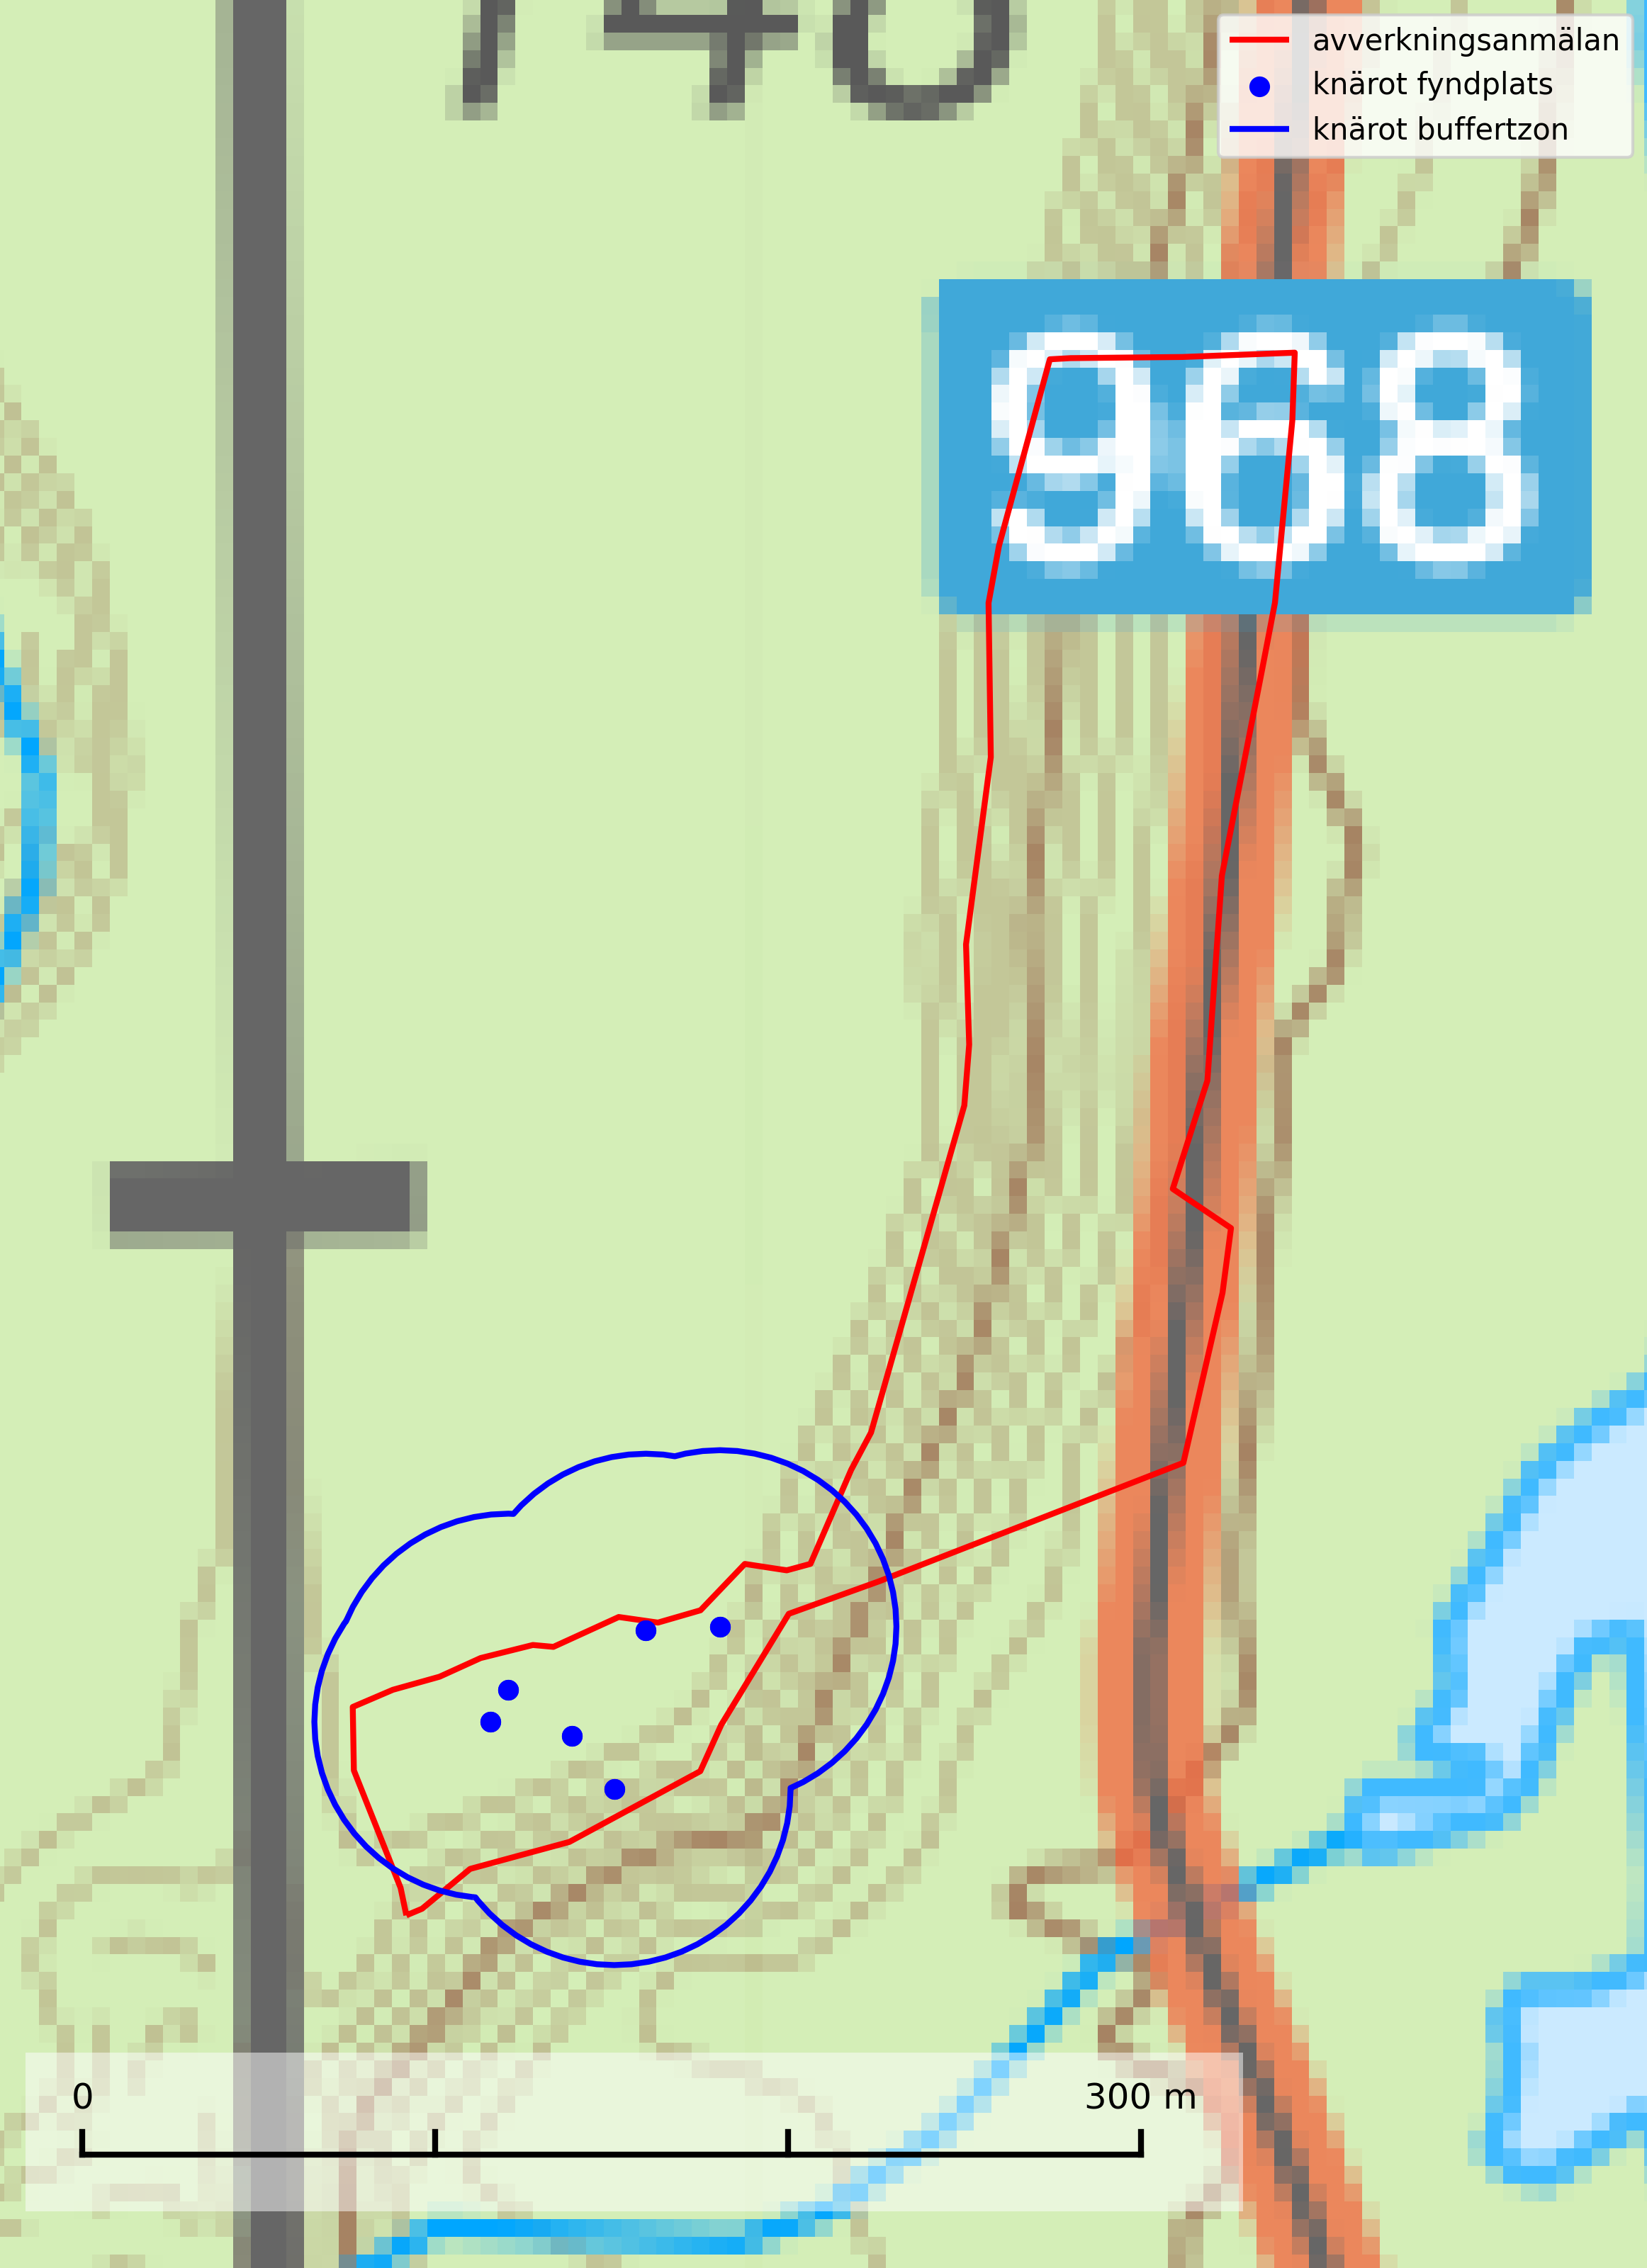 avverkningsanmälan
knärot fyndplats
knärot buffertzon
968
0 300 m